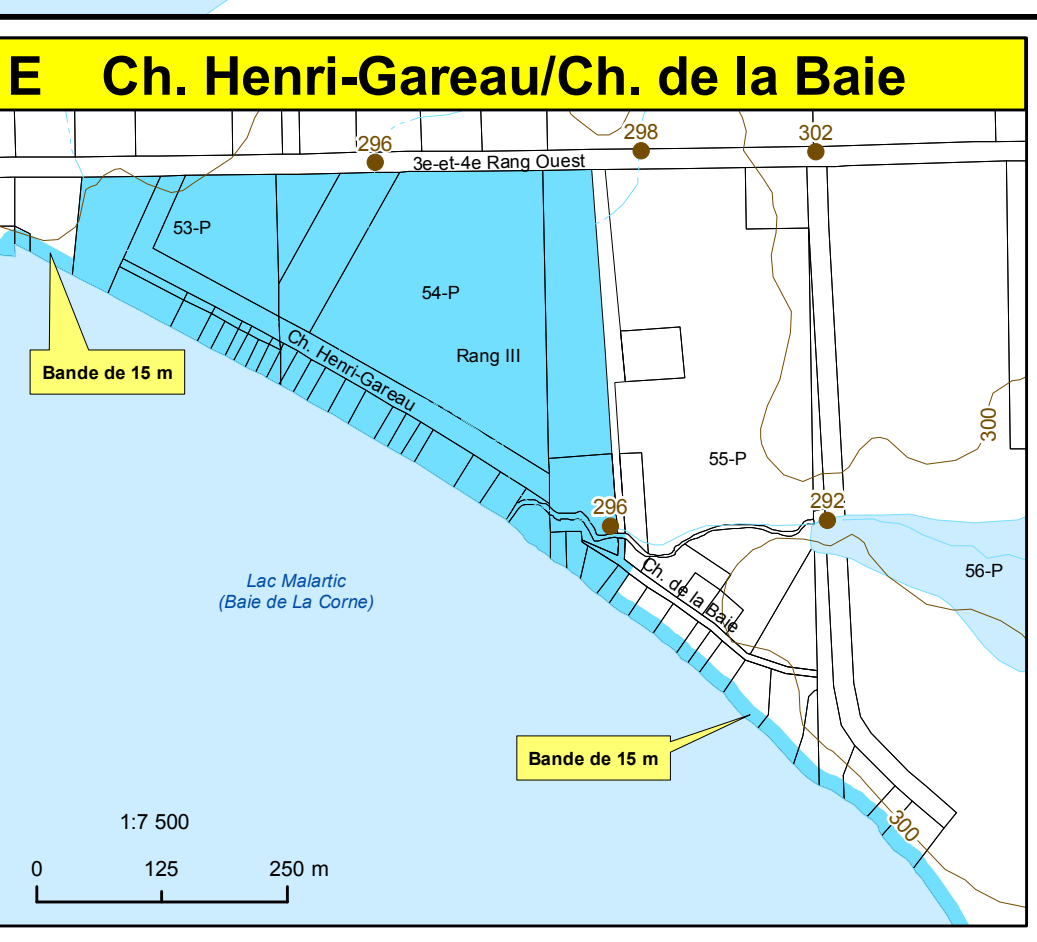 E Ch. Henri-Gareau/Ch. de la Baie
296
298
302
3e-et-4e Rang Ouest
53-P
54-P
Ch. Henri-Gareau
Rang III
Bande de 15 m
300
55-P
296
292
56-P
Ch. de la Baie
Lac Malartic
(Baie de La Corne)
Bande de 15 m
300
1:7 500
0 125 250 m